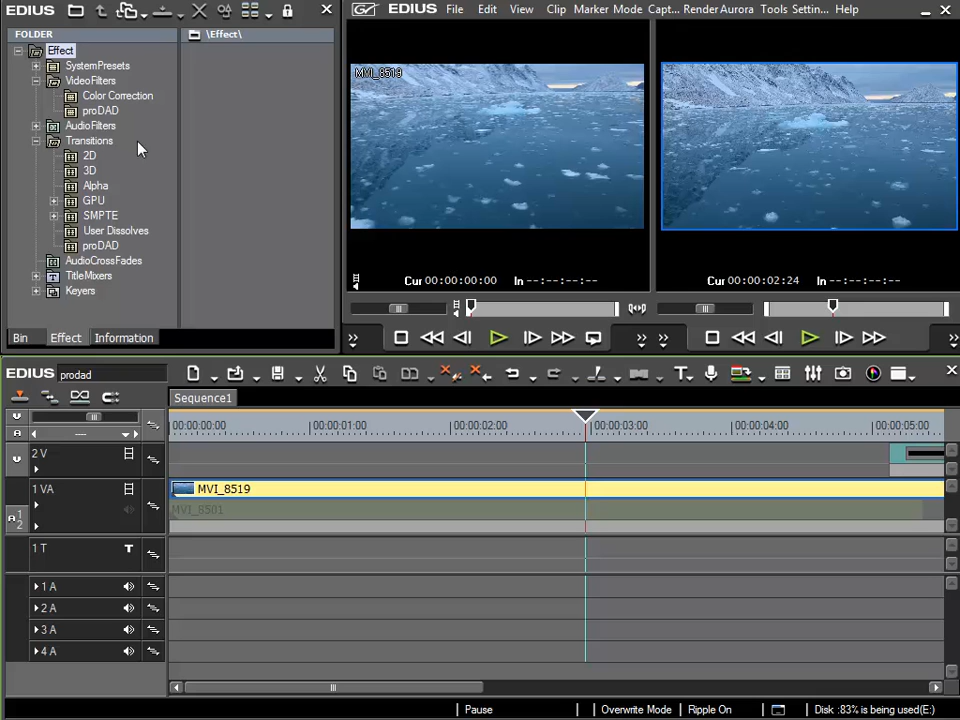 EDIUS
FOLDER
\Effect\
Effect
SystemPresets
VideoFilters
Color Correction
proDAD
AudioFilters
Transitions
2D
3D
Alpha
GPU
SMPTE
User Dissolves
proDAD
AudioCrossFades
TitleMixers
Keyers
Bin
Effect
Information
EDIUS
File
Edit
View
Clip
Marker
Mode
Capt...
Render
Aurora
Tools
Settin...
Help
MVI_8519
Cur 00:00:00:00
In --:--:--:--
Cur 00:00:02:24
In --:--:--:--
EDIUS
prodad
Sequence1
00:00:00:00
00:00:01:00
00:00:02:00
00:00:03:00
00:00:04:00
00:00:05:00
2 V
1 VA
MVI_8519
MVI_8501
A 1
2
1 T
T
1 A
2 A
3 A
4 A
Pause
Overwrite Mode
Ripple On
Disk :83% is being used(E:)